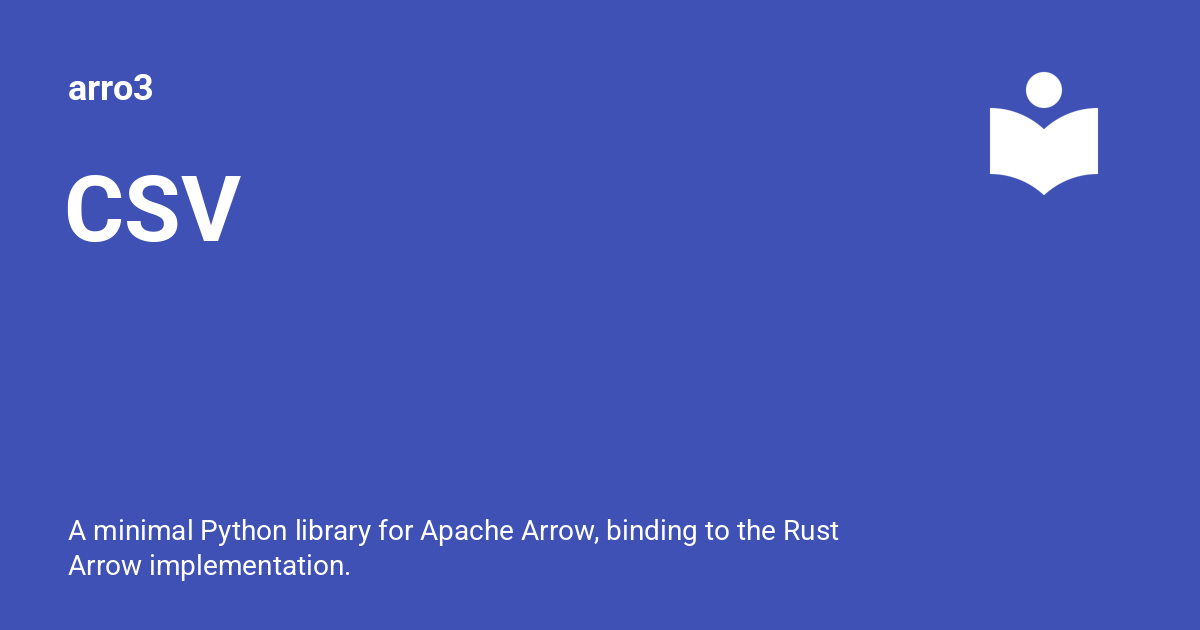 arro3
CSV
A minimal Python library for Apache Arrow, binding to the Rust
Arrow implementation.